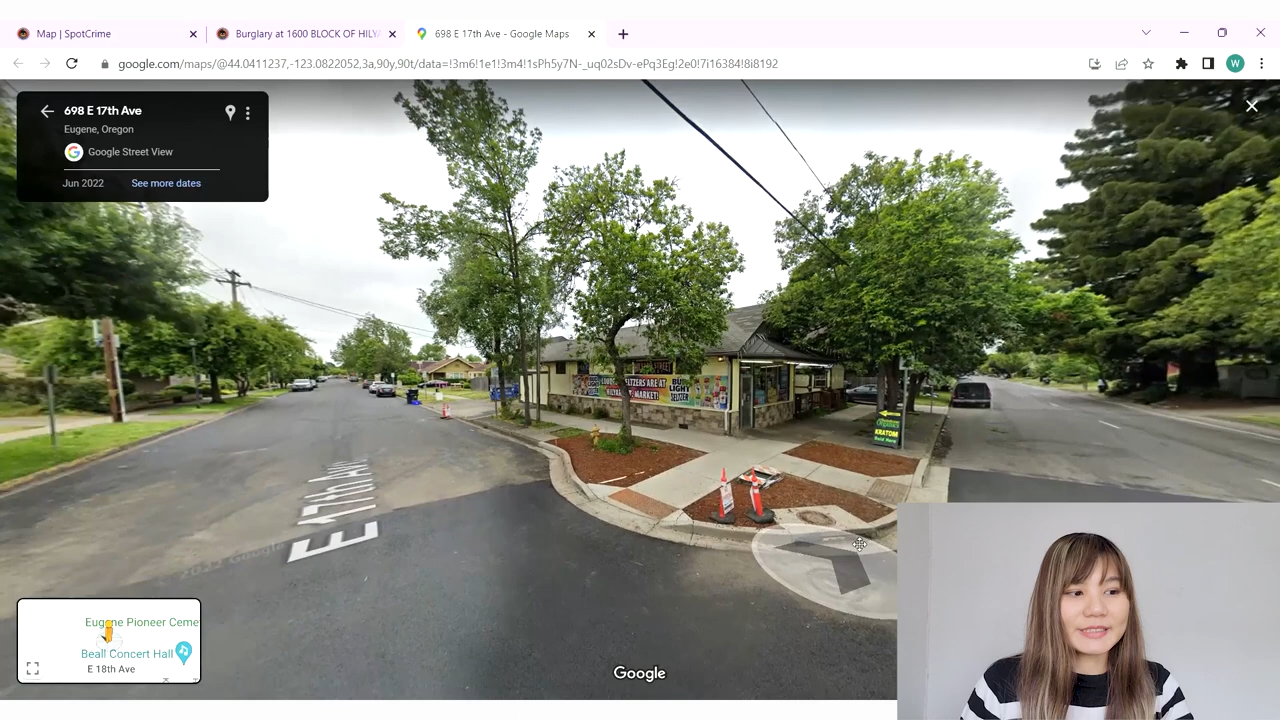 Map | SpotCrime
Burglary at 1600 BLOCK OF HILYA
698 E 17th Ave - Google Maps
google.com/maps/@44.0411237,-123.0822052,3a,90y,90t/data=!3m6!1e1!3m4!1sPh5y7N-_uq02sDv-ePq3Eg!2e0!7i16384!8i8192
W
698 E 17th Ave
Eugene, Oregon
Google Street View
Jun 2022
See more dates
SELTZERS ARE AT
MARKET!
BUD
LIGHT
KRATOM
Sold Here
E 17th Ave
Eugene Pioneer Ceme
Beall Concert Hall
E 18th Ave
Google